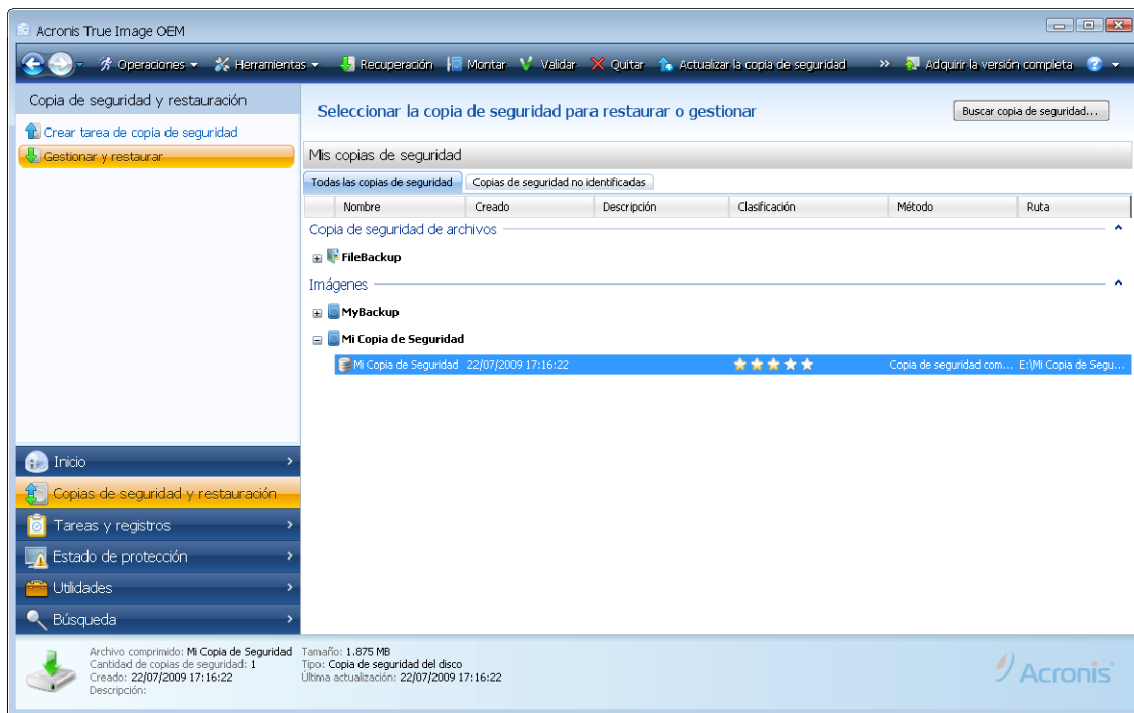 Acronis True Image OEM
Operaciones Herramientas Recuperación Montar Validar Quitar Actualizar la copia de seguridad » Adquirir la versión completa
Copia de seguridad y restauración
Crear tarea de copia de seguridad
Gestionar y restaurar
Seleccionar la copia de seguridad para restaurar o gestionar
Buscar copia de seguridad...
Mis copias de seguridad
Todas las copias de seguridad Copias de seguridad no identificadas
Nombre Creado Descripción Clasificación Método Ruta
Copia de seguridad de archivos
FileBackup
Imágenes
MyBackup
Mi Copia de Seguridad
Mi Copia de Seguridad 22/07/2009 17:16:22 Copia de seguridad com... E:\Mi Copia de Segu...
Inicio
Copias de seguridad y restauración
Tareas y registros
Estado de protección
Utilidades
Búsqueda
Archivo comprimido: Mi Copia de Seguridad
Cantidad de copias de seguridad: 1
Creado: 22/07/2009 17:16:22
Descripción:
Tamaño: 1.875 MB
Tipo: Copia de seguridad del disco
Última actualización: 22/07/2009 17:16:22
Acronis